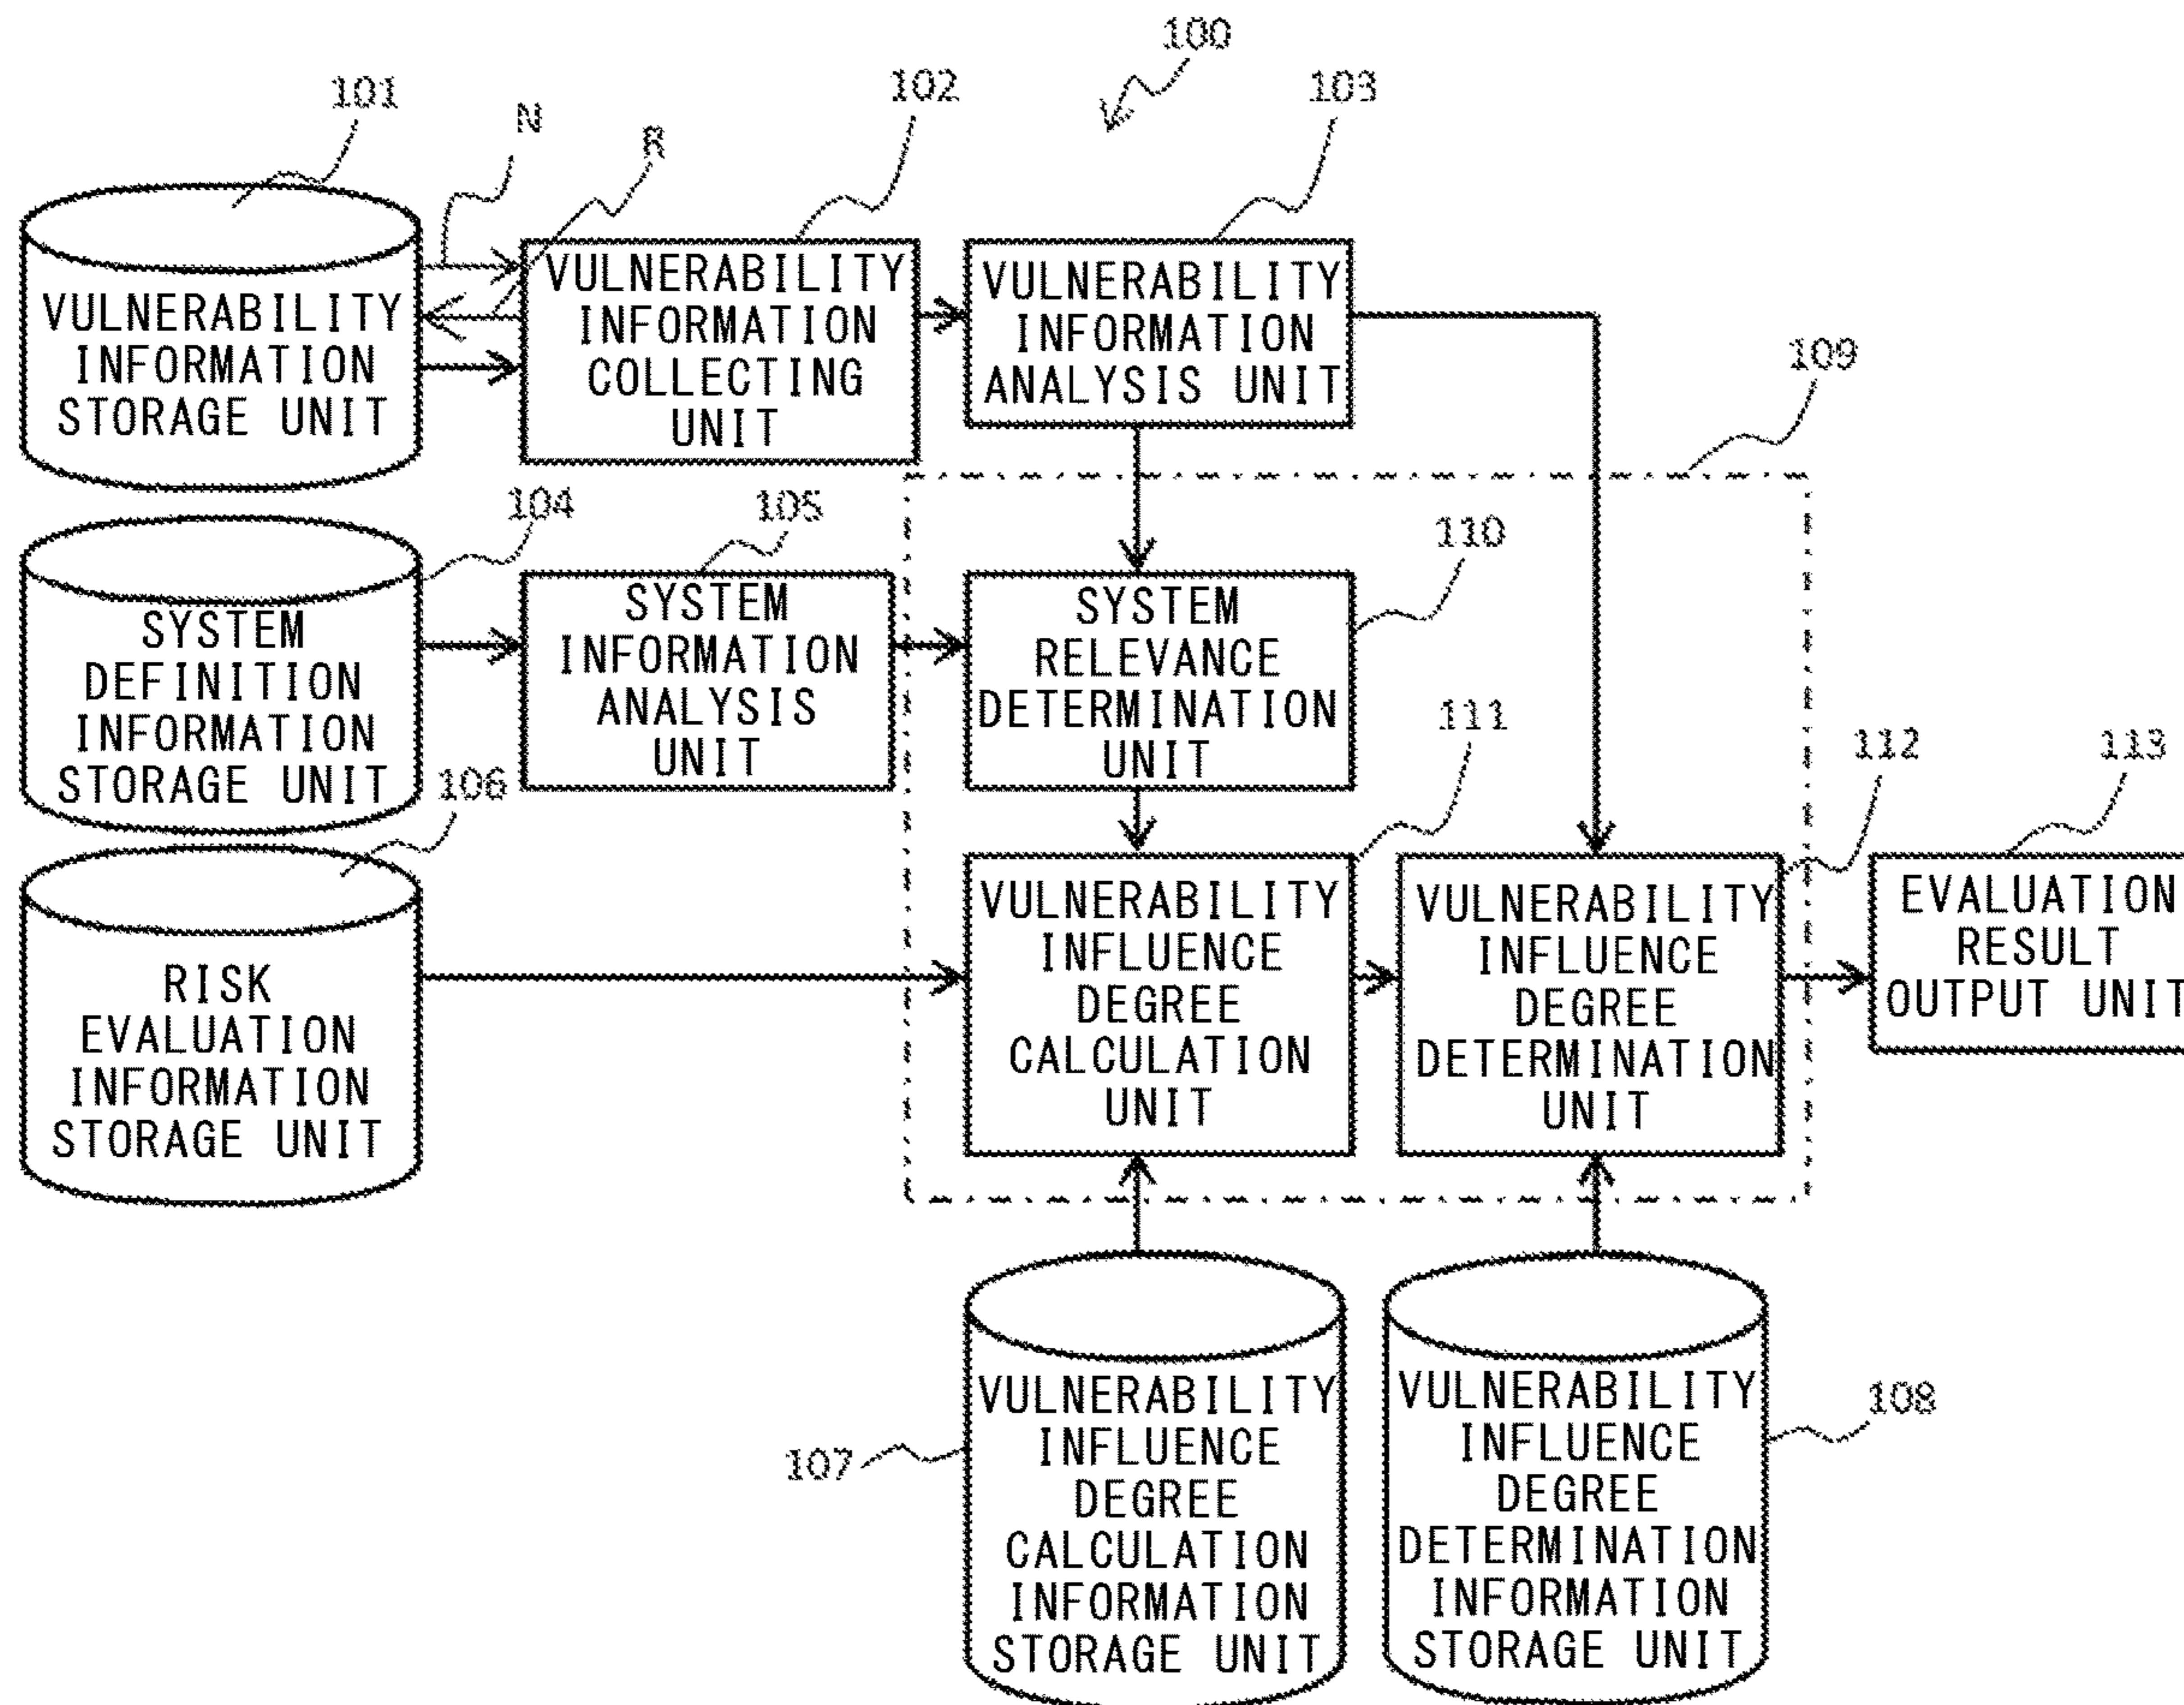 100
101
N
R
102
103
VULNERABILITY
INFORMATION
STORAGE UNIT
VULNERABILITY
INFORMATION
COLLECTING
UNIT
VULNERABILITY
INFORMATION
ANALYSIS UNIT
109
104
105
110
SYSTEM
DEFINITION
INFORMATION
STORAGE UNIT
SYSTEM
INFORMATION
ANALYSIS
UNIT
SYSTEM
RELEVANCE
DETERMINATION
UNIT
106
111
112
113
RISK
EVALUATION
INFORMATION
STORAGE UNIT
VULNERABILITY
INFLUENCE
DEGREE
CALCULATION
UNIT
VULNERABILITY
INFLUENCE
DEGREE
DETERMINATION
UNIT
EVALUATION
RESULT
OUTPUT UNIT
107
VULNERABILITY
INFLUENCE
DEGREE
CALCULATION
INFORMATION
STORAGE UNIT
VULNERABILITY
INFLUENCE
DEGREE
DETERMINATION
INFORMATION
STORAGE UNIT
108